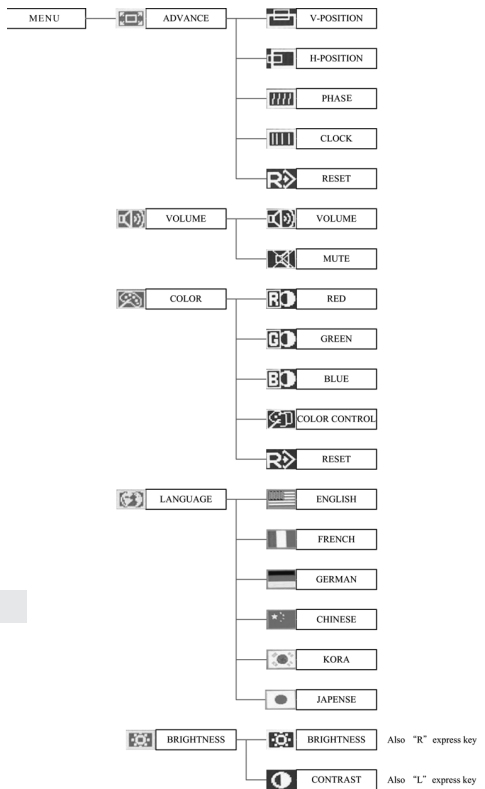 MENU
ADVANCE
V-POSITION
H-POSITION
PHASE
CLOCK
R RESET
VOLUME
VOLUME
MUTE
COLOR
R RED
G GREEN
B BLUE
COLOR CONTROL
R RESET
LANGUAGE
ENGLISH
FRENCH
GERMAN
CHINESE
KORA
JAPENSE
BRIGHTNESS
BRIGHTNESS Also “R” express key
CONTRAST Also “L” express key